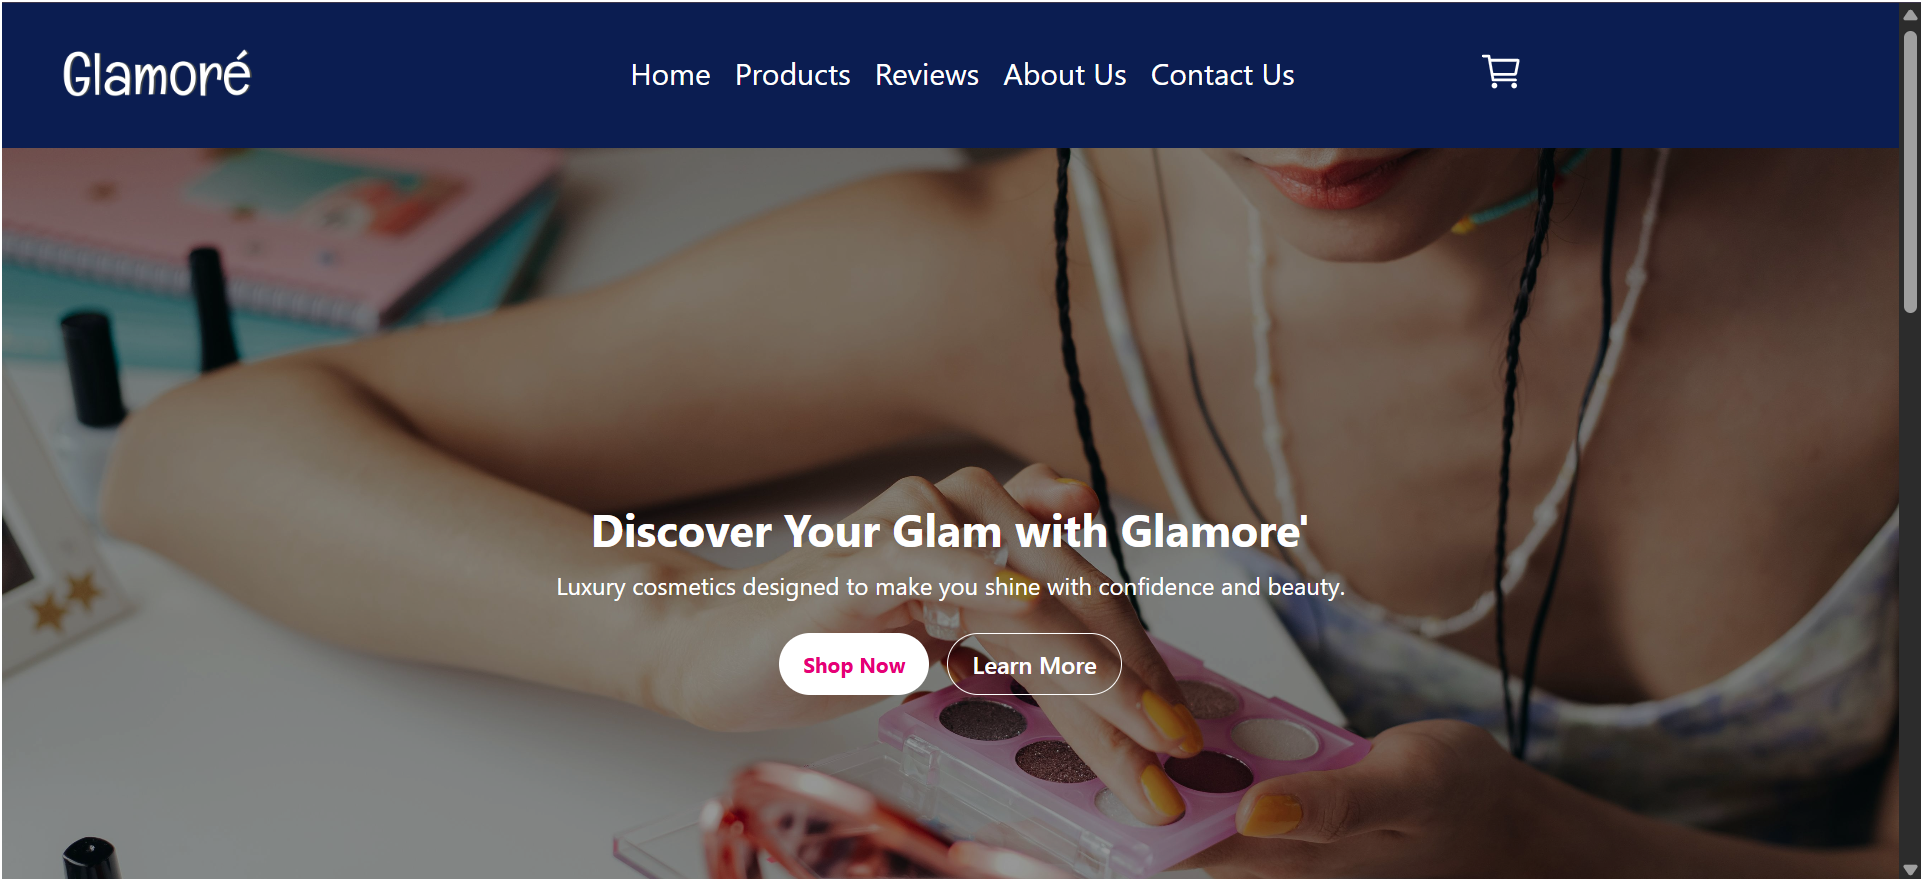 Glamoré
Home Products Reviews About Us Contact Us
Discover Your Glam with Glamore'
Luxury cosmetics designed to make you shine with confidence and beauty.
Shop Now Learn More